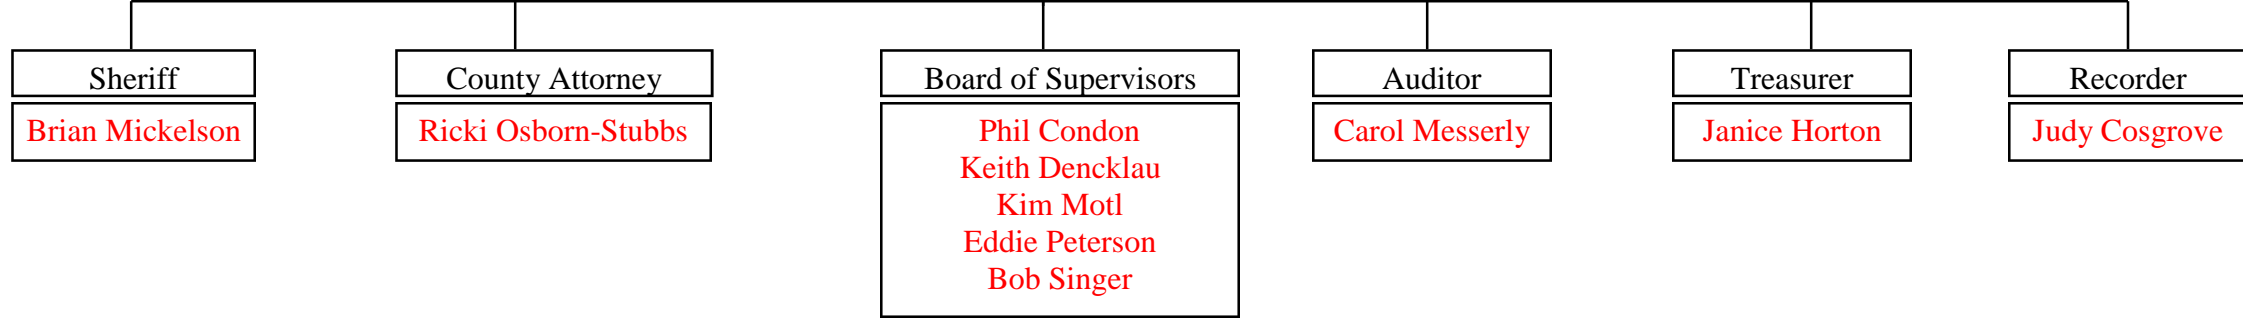 Sheriff
Brian Mickelson
County Attorney
Ricki Osborn-Stubbs
Board of Supervisors
Phil Condon
Keith Dencklau
Kim Motl
Eddie Peterson
Bob Singer
Auditor
Carol Messerly
Treasurer
Janice Horton
Recorder
Judy Cosgrove